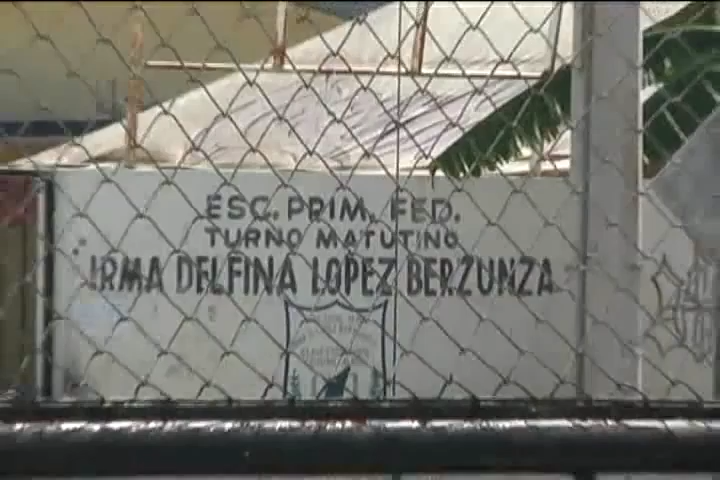 ESC. PRIM. FED.
TURNO MATUTINO
IRMA DELFINA LOPEZ BERZUNZA